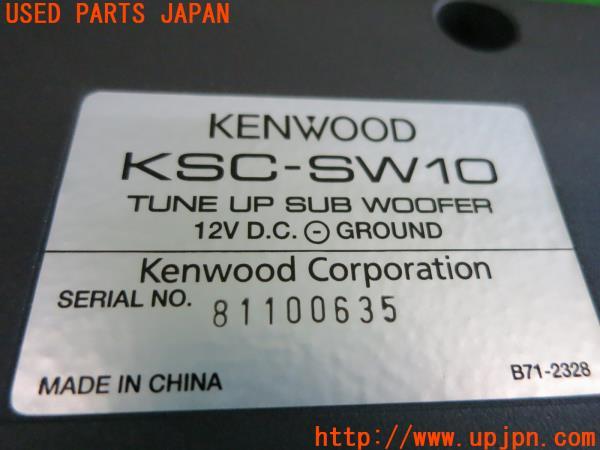 USED PARTS JAPAN
KENWOOD
KSC-SW10
TUNE UP SUB WOOFER
12V D.C. ⊖ GROUND
Kenwood Corporation
SERIAL NO. 81100635
MADE IN CHINA
B71-2328
http://www.upjpn.com/